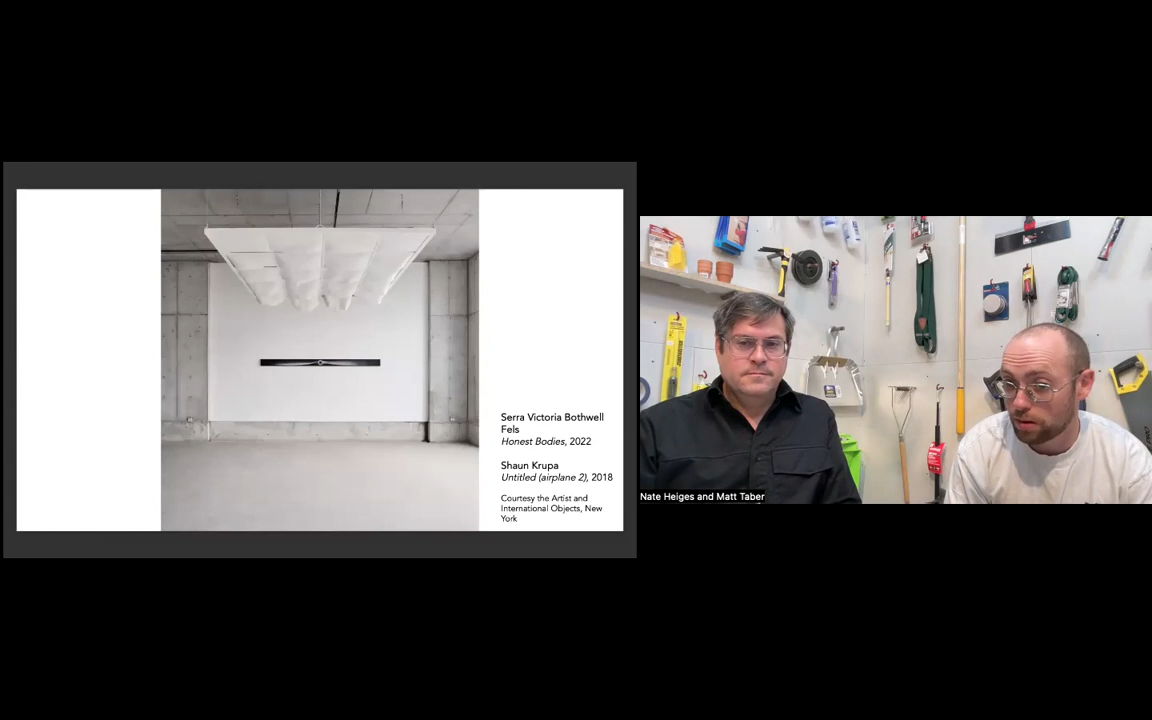 Serra Victoria Bothwell
Fels
Honest Bodies, 2022
Shaun Krupa
Untitled (airplane 2), 2018
Courtesy the Artist and
International Objects, New
York
Nate Heiges and Matt Taber